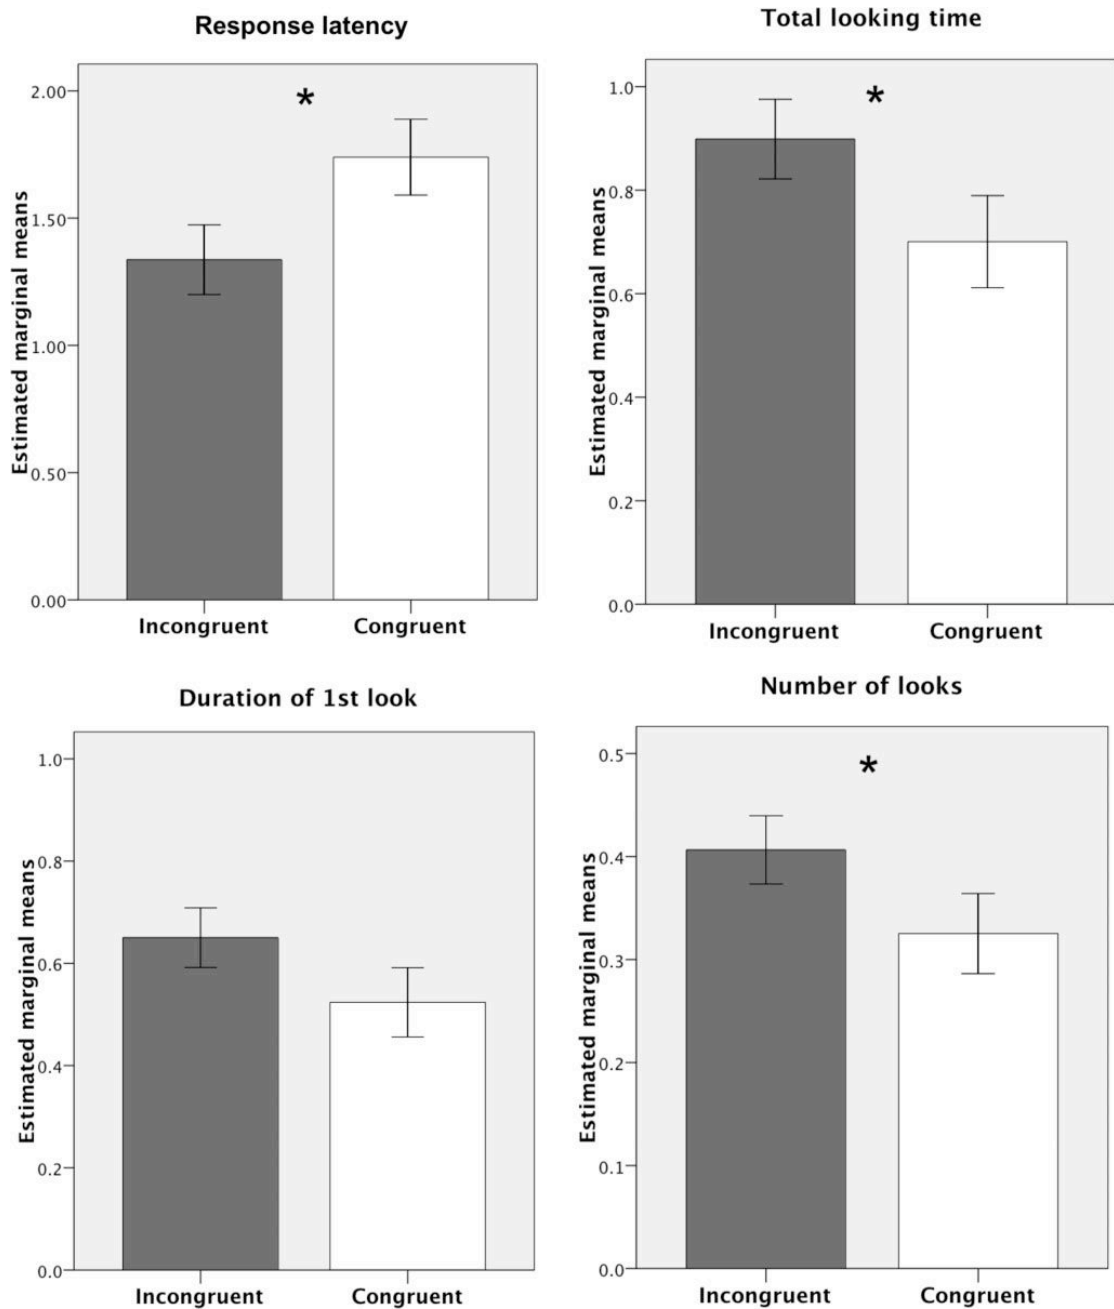 Response latency
*
Estimated marginal means
2.00
1.50
1.00
0.50
0.00
Incongruent Congruent
Total looking time
*
Estimated marginal means
1.0
0.8
0.6
0.4
0.2
0.0
Incongruent Congruent
Duration of 1st look
Estimated marginal means
1.0
0.8
0.6
0.4
0.2
0.0
Incongruent Congruent
Number of looks
*
Estimated marginal means
0.5
0.4
0.3
0.2
0.1
0.0
Incongruent Congruent